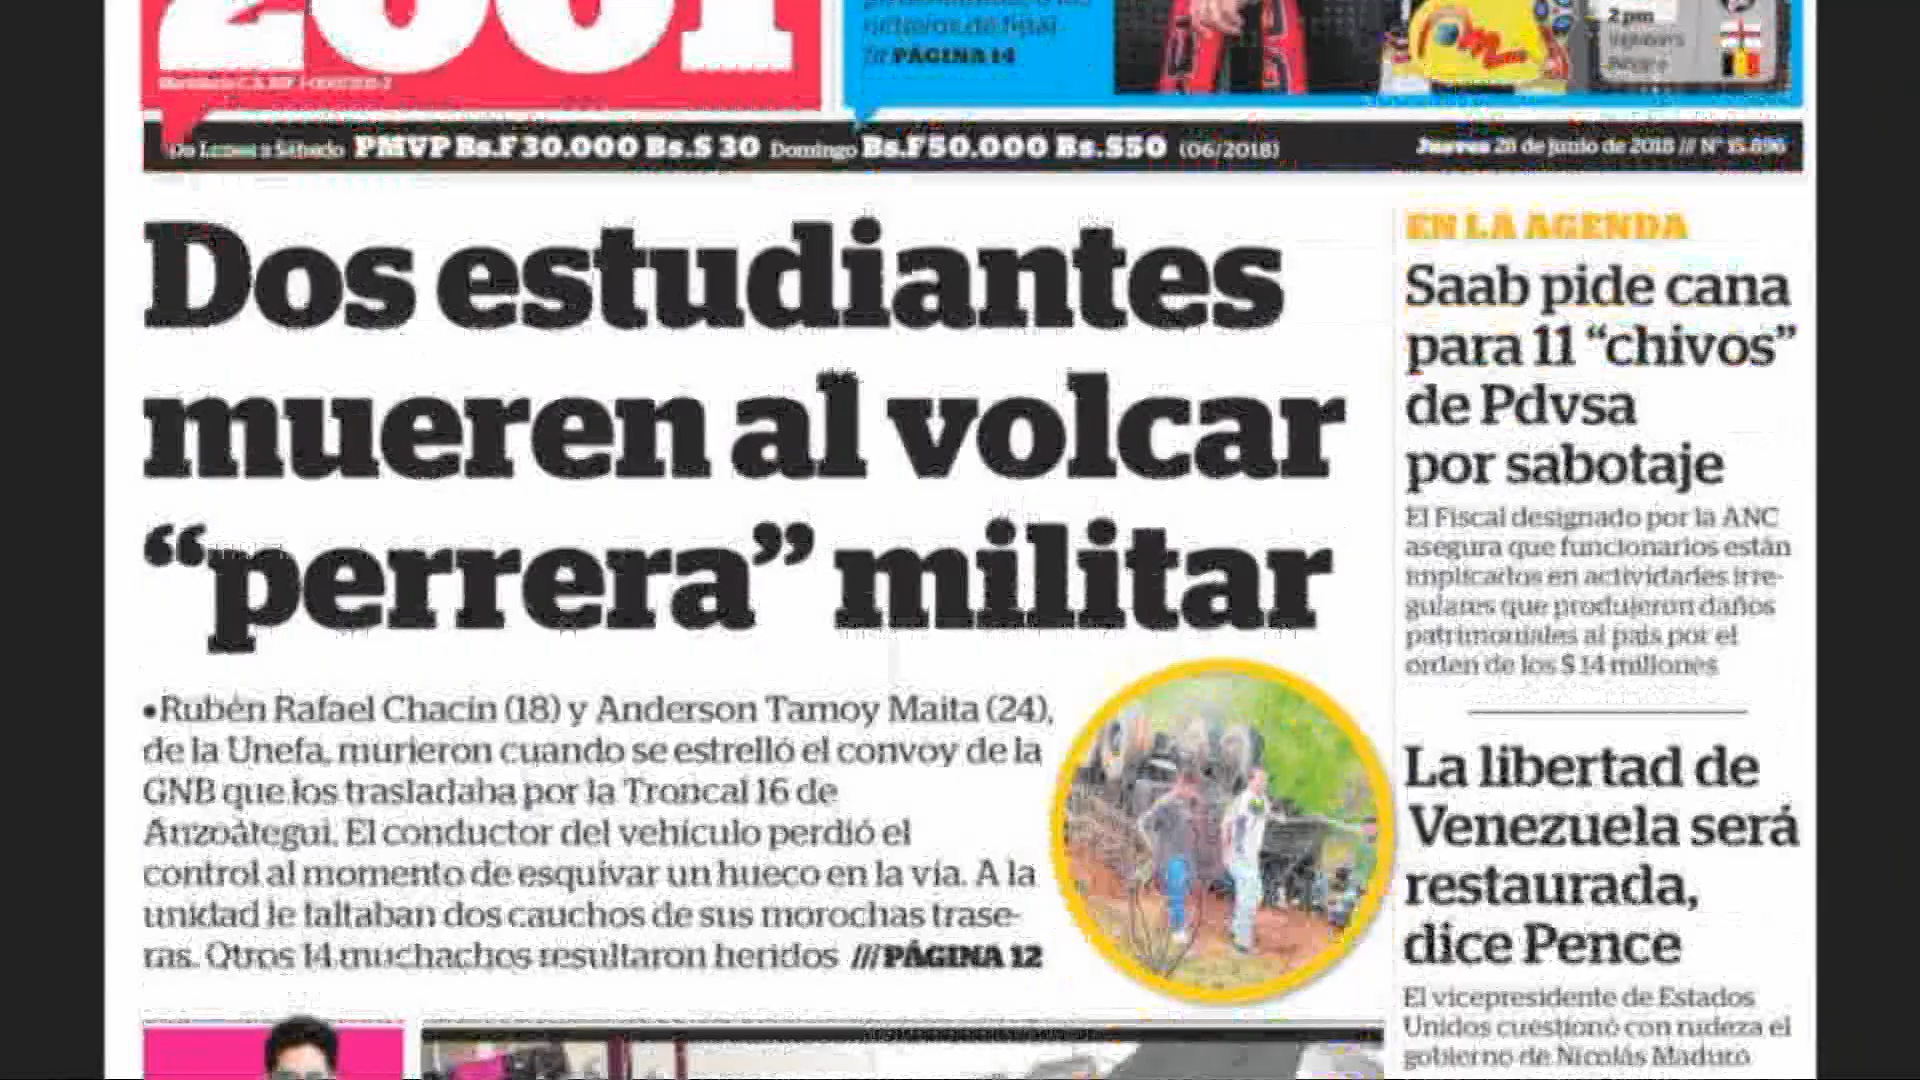 2001
octavos de final
PÁGINA 14
2 pm
De Lunes a Sábado PMVP Bs.F 30.000 Bs.S 30 Domingo Bs.F 50.000 Bs.S50 (06/2018)
Jueves 28 de junio de 2018 /// N° 15.896
Dos estudiantes
mueren al volcar
“perrera” militar
•Rubén Rafael Chacín (18) y Anderson Tamoy Maita (24),
de la Unefa, murieron cuando se estrelló el convoy de la
GNB que los trasladaba por la Troncal 16 de
Anzoátegui. El conductor del vehículo perdió el
control al momento de esquivar un hueco en la vía. A la
unidad le faltaban dos cauchos de sus morochas trase-
ras. Otros 14 muchachos resultaron heridos ///PÁGINA 12
EN LA AGENDA
Saab pide cana
para 11 “chivos”
de Pdvsa
por sabotaje
El Fiscal designado por la ANC
asegura que funcionarios están
implicados en actividades irre-
gulares que produjeron daños
patrimoniales al país por el
orden de los $ 14 millones
La libertad de
Venezuela será
restaurada,
dice Pence
El vicepresidente de Estados
Unidos cuestionó con rudeza el
gobierno de Nicolás Maduro